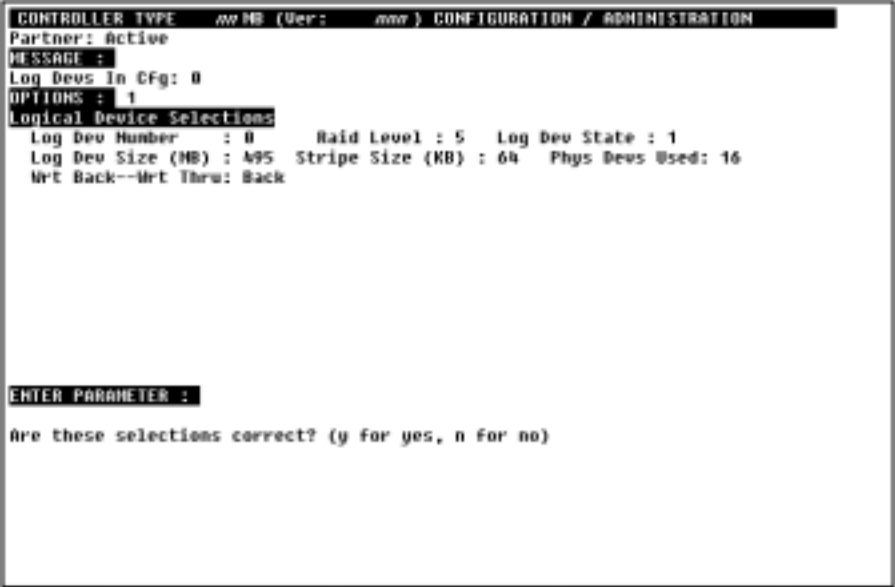 CONTROLLER TYPE nn MB (Ver: nnn) CONFIGURATION / ADMINISTRATION
Partner: Active
MESSAGE :
Log Devs In Cfg: 0
OPTIONS : 1
Logical Device Selections
Log Dev Number : 0 Raid Level : 5 Log Dev State : 1
Log Dev Size (MB) : 495 Stripe Size (KB) : 64 Phys Devs Used: 16
Wrt Back--Wrt Thru: Back
ENTER PARAMETER :
Are these selections correct? (y for yes, n for no)